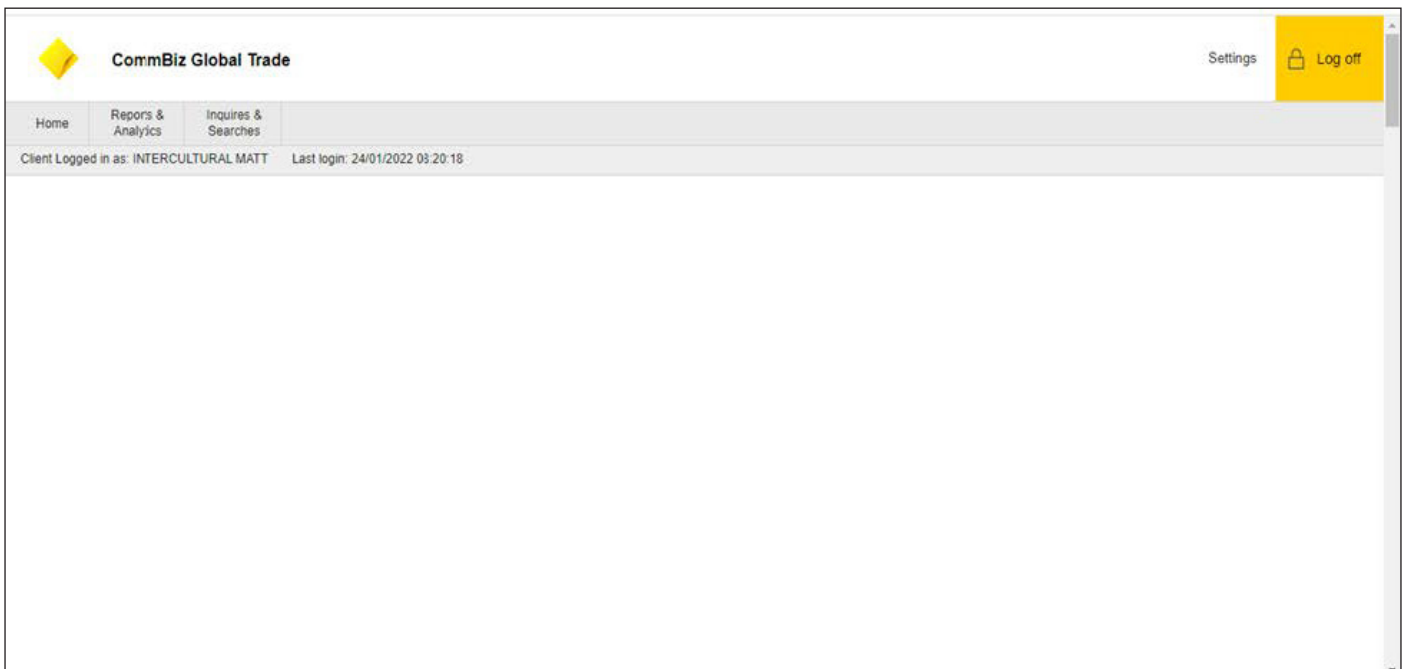 CommBiz Global Trade
Settings
Log off
Home
Repors &
Analyics
Inquires &
Searches
Client Logged in as: INTERCULTURAL MATT Last login: 24/01/2022 08:20:18